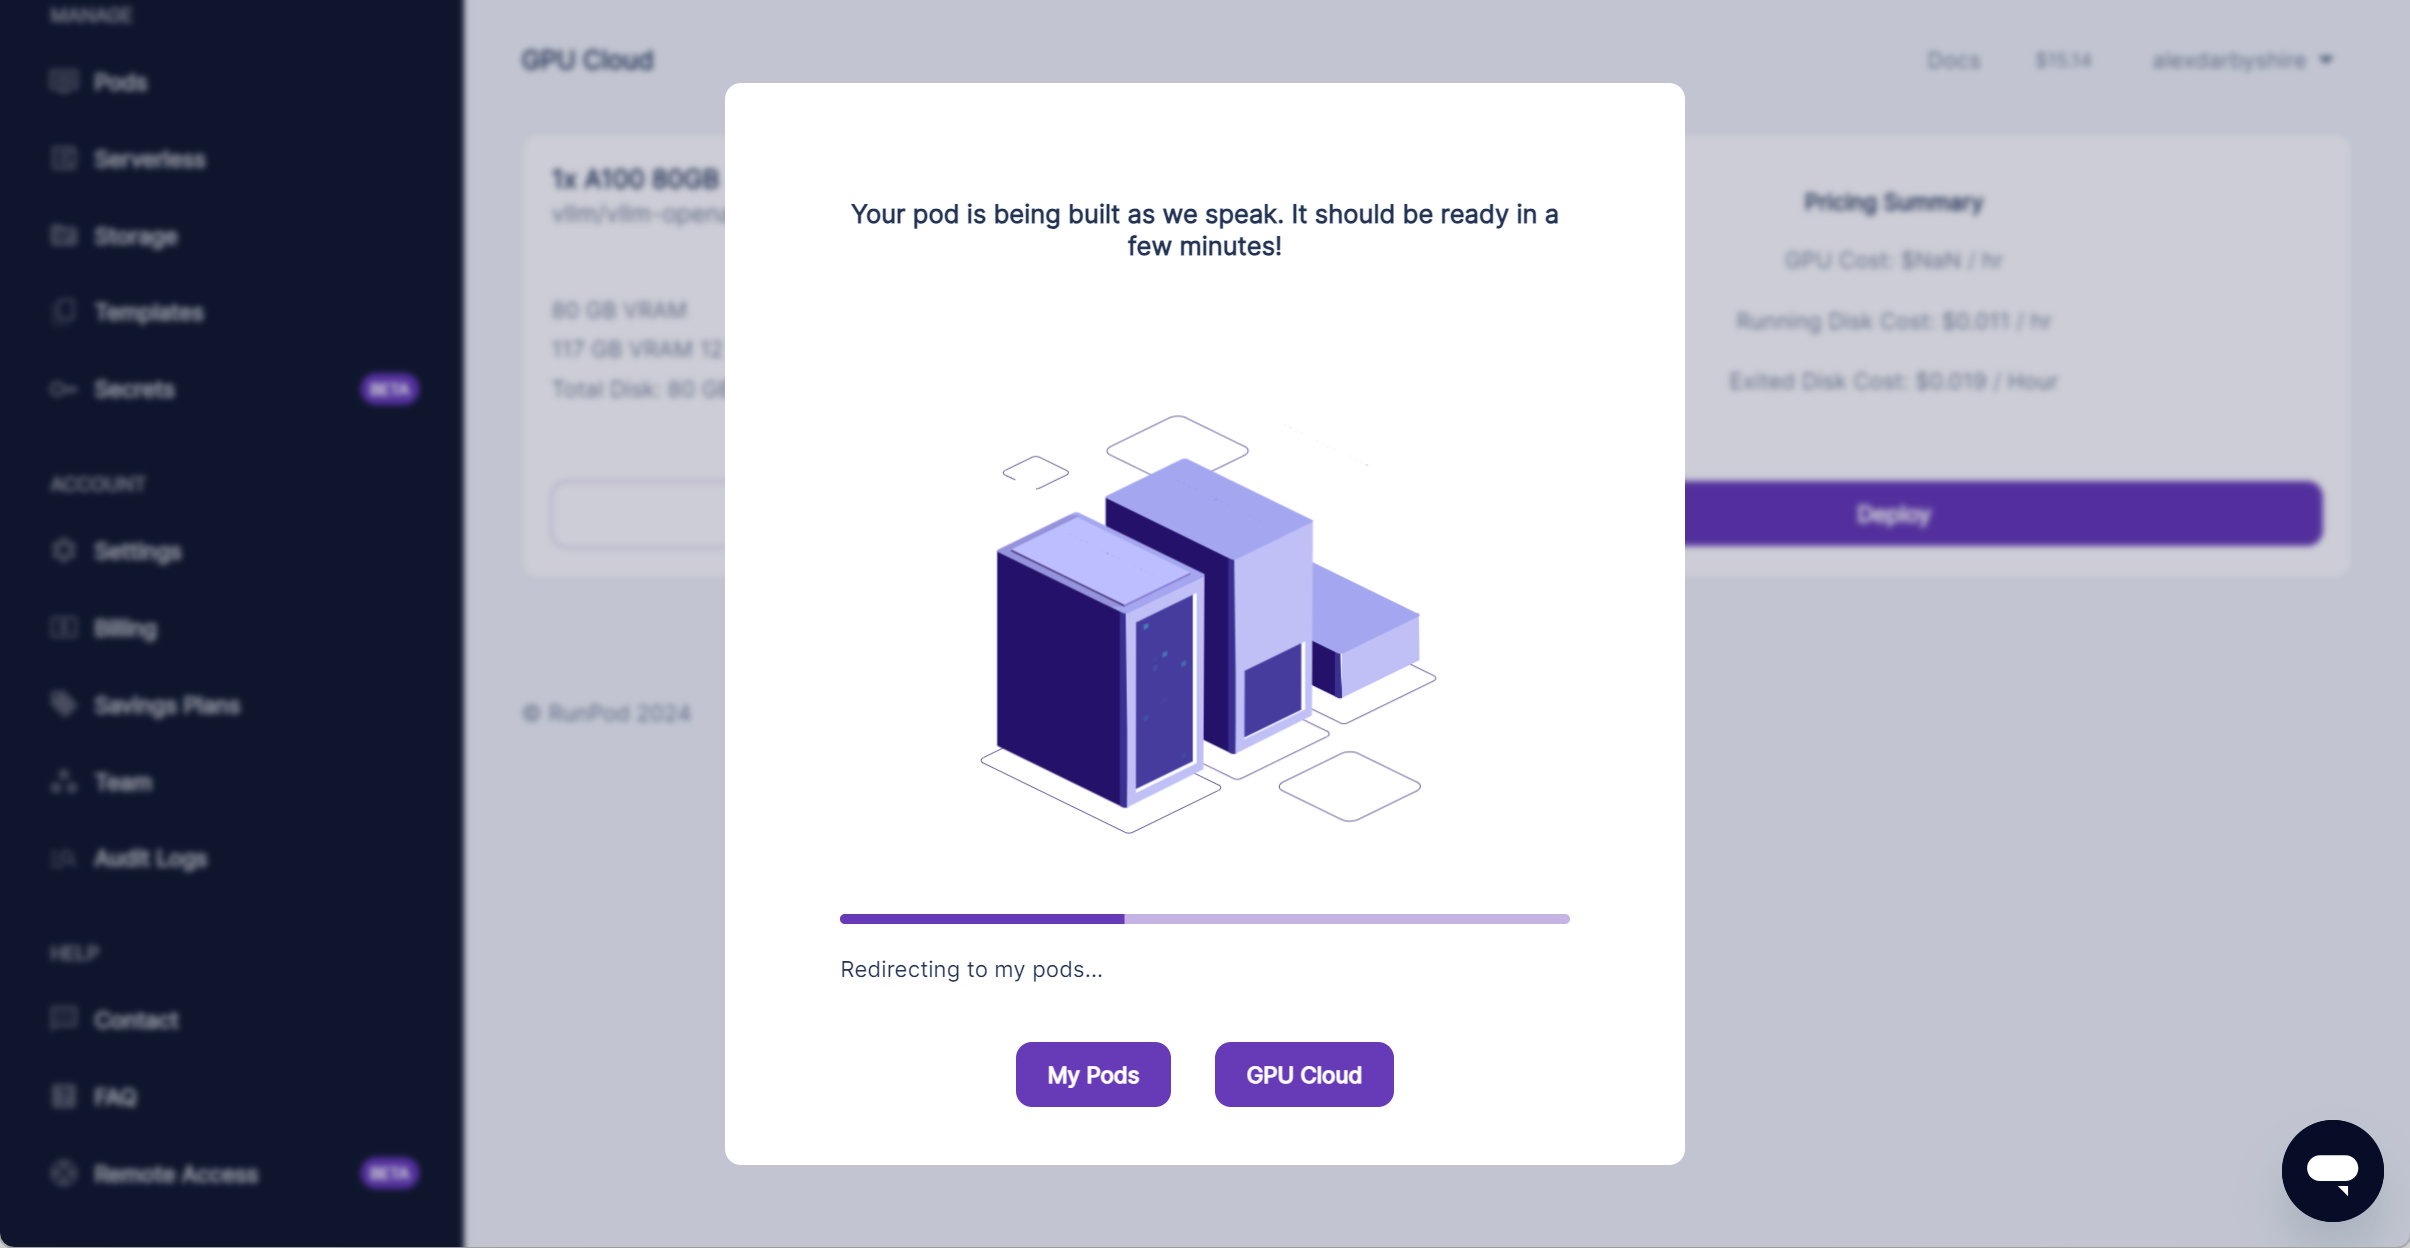 MANAGE
Pods
Serverless
Storage
Templates
Secrets BETA
ACCOUNT
Settings
Billing
Savings Plans
Team
Audit Logs
HELP
Contact
FAQ
Remote Access BETA
GPU Cloud
Docs $15.14 alexdarbyshire
1x A100 80GB
80 GB VRAM
117 GB VRAM 12
Total Disk: 80 GB
© RunPod 2024
Your pod is being built as we speak. It should be ready in a
few minutes!
Redirecting to my pods...
My Pods GPU Cloud
Pricing Summary
GPU Cost: $NaN / hr
Running Disk Cost: $0.011 / hr
Exited Disk Cost: $0.019 / Hour
Deploy